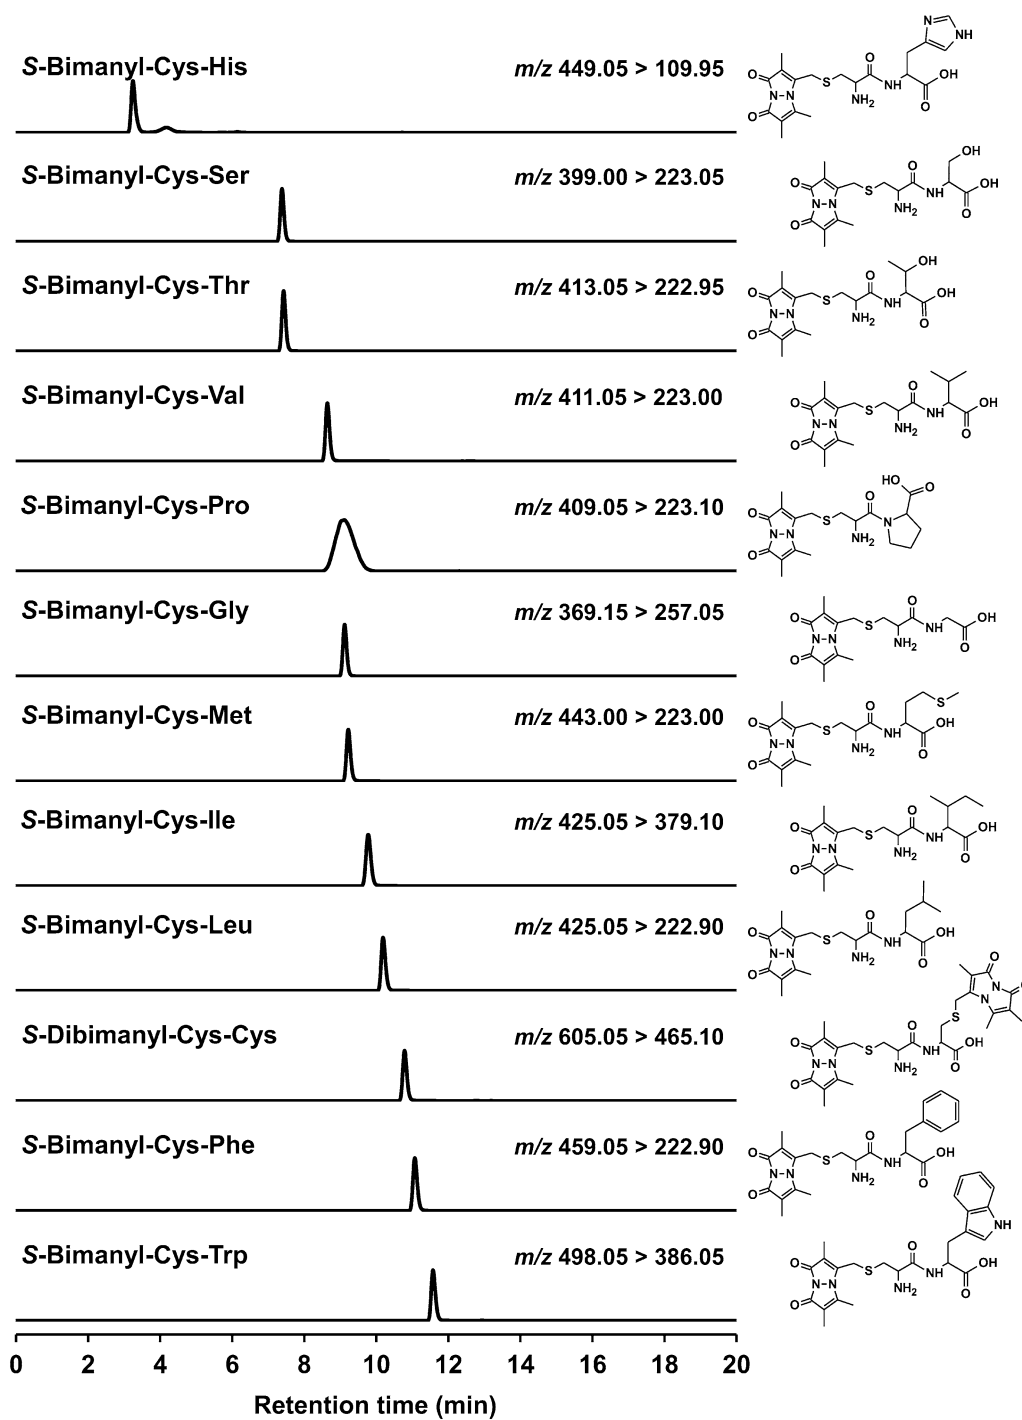 S-Bimanyl-Cys-His m/z 449.05 > 109.95
S-Bimanyl-Cys-Ser m/z 399.00 > 223.05
S-Bimanyl-Cys-Thr m/z 413.05 > 222.95
S-Bimanyl-Cys-Val m/z 411.05 > 223.00
S-Bimanyl-Cys-Pro m/z 409.05 > 223.10
S-Bimanyl-Cys-Gly m/z 369.15 > 257.05
S-Bimanyl-Cys-Met m/z 443.00 > 223.00
S-Bimanyl-Cys-Ile m/z 425.05 > 379.10
S-Bimanyl-Cys-Leu m/z 425.05 > 222.90
S-Dibimanyl-Cys-Cys m/z 605.05 > 465.10
S-Bimanyl-Cys-Phe m/z 459.05 > 222.90
S-Bimanyl-Cys-Trp m/z 498.05 > 386.05
0 2 4 6 8 10 12 14 16 18 20
Retention time (min)